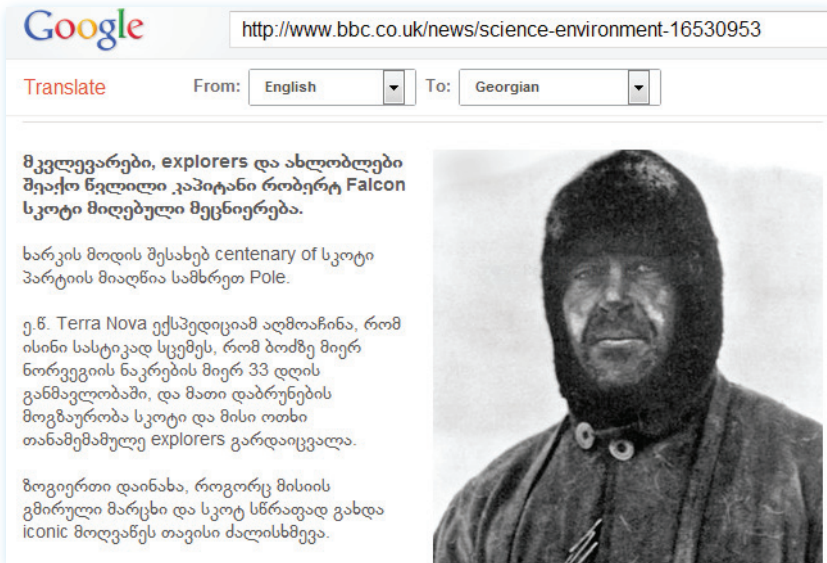 Google http://www.bbc.co.uk/news/science-environment-16530953
Translate From: English To: Georgian
მკვლევარები, explorers და ახლობლები
შეაქო წვლილი კაპიტანი რობერტ Falcon
სკოტი მიღებული მეცნიერება.
ხარკის მოდის შესახებ centenary of სკოტი
პარტიის მიაღწია სამხრეთ Pole.
ე.წ. Terra Nova ექსპედიციამ აღმოაჩინა, რომ
ისინი სასტიკად სცემეს, რომ ბოძზე მიერ
ნორვეგიის ნაკრების მიერ 33 დღის
განმავლობაში, და მათი დაბრუნების
მოგზაურობა სკოტი და მისი ოთხი
თანამემამულე explorers გარდაიცვალა.
ზოგიერთი დაინახა, როგორც მისიის
გმირული მარცხი და სკოტ სწრაფად გახდა
iconic მოღვაწეს თავისი ძალისხმევა.